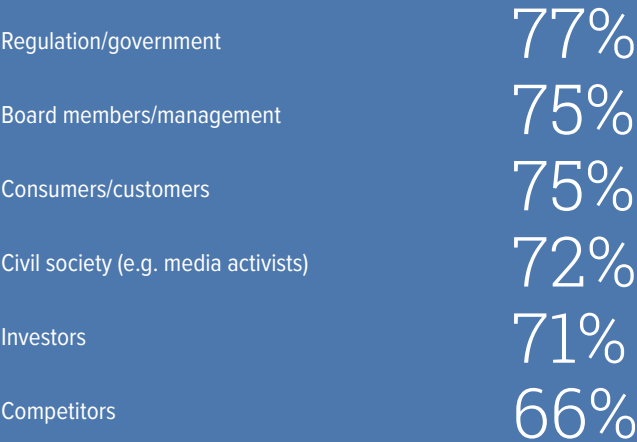 Regulation/government 77%
Board members/management 75%
Consumers/customers 75%
Civil society (e.g. media activists) 72%
Investors 71%
Competitors 66%